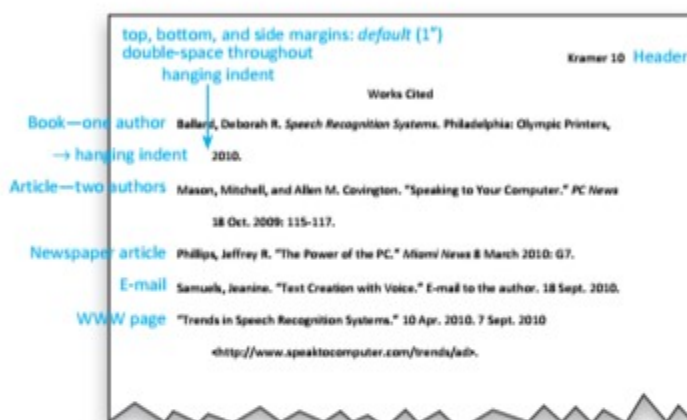 top, bottom, and side margins: default (1")
double-space throughout
Kramer 10 Header
hanging indent
Works Cited
Book—one author Ballard, Deborah R. Speech Recognition Systems. Philadelphia: Olympic Printers,
→ hanging indent 2010.
Article—two authors Mason, Mitchell, and Allen M. Covington. "Speaking to Your Computer." PC News
18 Oct. 2009: 115-117.
Newspaper article Phillips, Jeffrey R. "The Power of the PC." Miami News 8 March 2010: G7.
E-mail Samuels, Jeanine. "Text Creation with Voice." E-mail to the author. 18 Sept. 2010.
WWW page "Trends in Speech Recognition Systems." 10 Apr. 2010. 7 Sept. 2010
<http://www.speaktocomputer.com/trends/ad>.